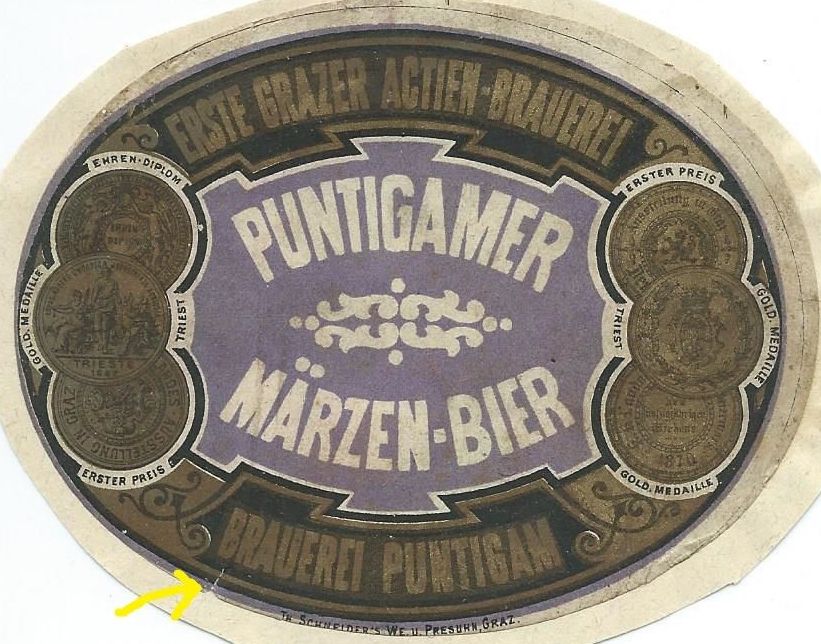 ERSTE GRAZER ACTIEN-BRAUEREI
EHREN-DIPLOM
GOLD. MEDAILLE
TRIEST
TRIESTE
ERSTER PREIS
PUNTIGAMER
MÄRZEN-BIER
ERSTER PREIS
TRIEST
GOLD. MEDAILLE
GOLD. MEDAILLE
BRAUEREI PUNTIGAM
TH SCHNEIDER'S WE. U. PRESUHN, GRAZ.